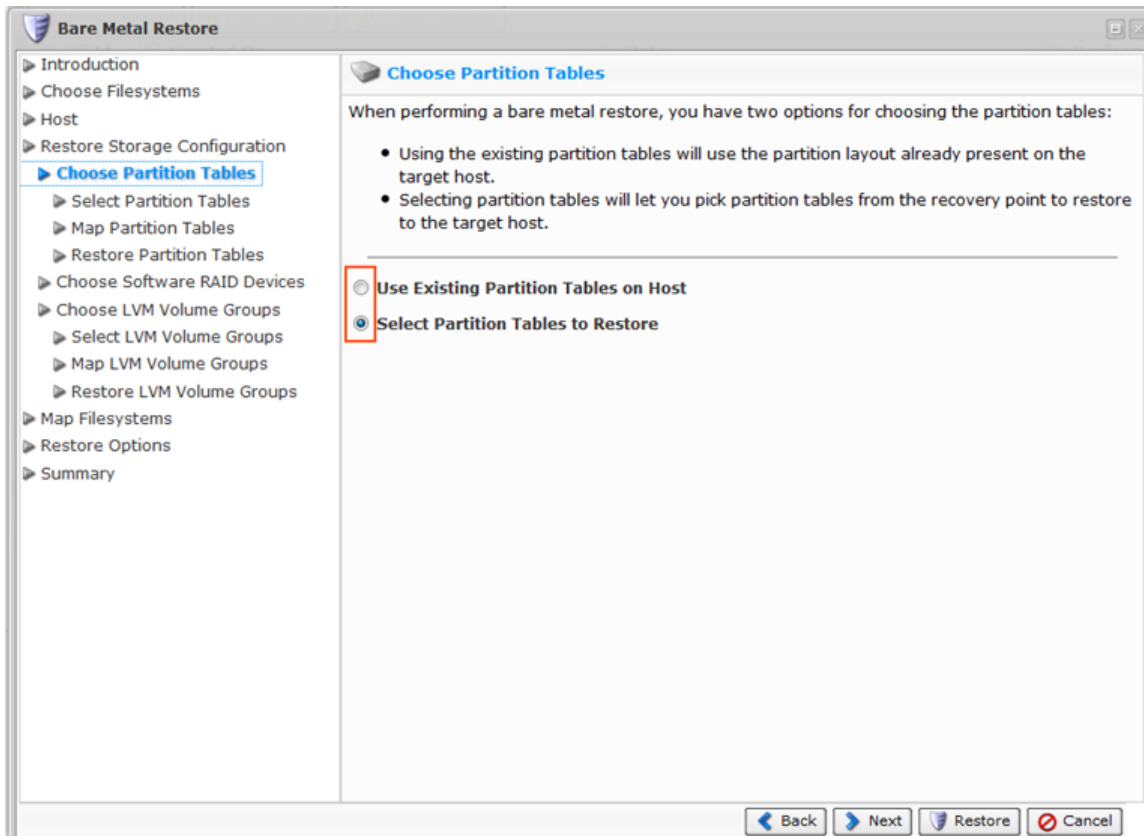 Bare Metal Restore
Introduction
Choose Filesystems
Host
Restore Storage Configuration
Choose Partition Tables
Select Partition Tables
Map Partition Tables
Restore Partition Tables
Choose Software RAID Devices
Choose LVM Volume Groups
Select LVM Volume Groups
Map LVM Volume Groups
Restore LVM Volume Groups
Map Filesystems
Restore Options
Summary
Choose Partition Tables
When performing a bare metal restore, you have two options for choosing the partition tables:
• Using the existing partition tables will use the partition layout already present on the
target host.
• Selecting partition tables will let you pick partition tables from the recovery point to restore
to the target host.
Use Existing Partition Tables on Host
Select Partition Tables to Restore
Back Next Restore Cancel